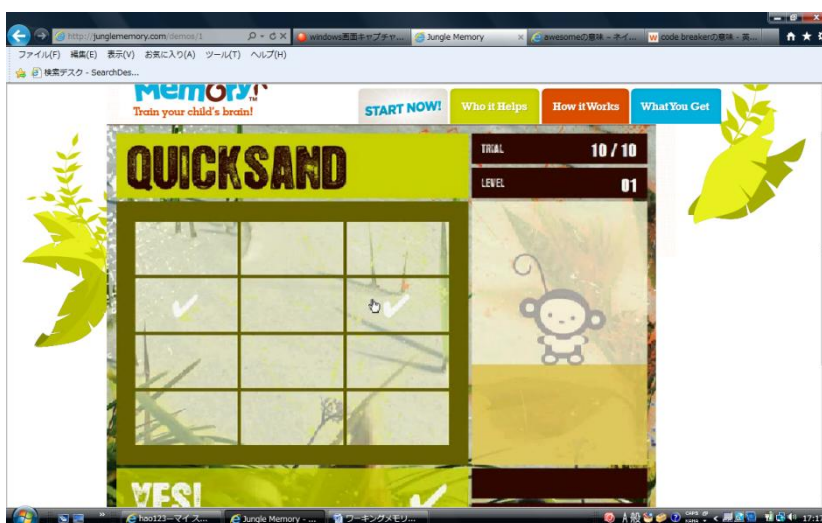 http://junglememory.com/demos/1
windows画面キャプチャ...
Jungle Memory
awesomeの意味 - ネイ...
code breakerの意味 - 英...
ファイル(F) 編集(E) 表示(V) お気に入り(A) ツール(T) ヘルプ(H)
検索デスク - SearchDes...
Memory!
TM
Train your child's brain!
START NOW!
Who it Helps
How it Works
What You Get
QUICKSAND
TRIAL 10 / 10
LEVEL 01
YES!
hao123-マイス...
Jungle Memory - ...
ワーキングメモリ...
A 般
CAPS
KANA